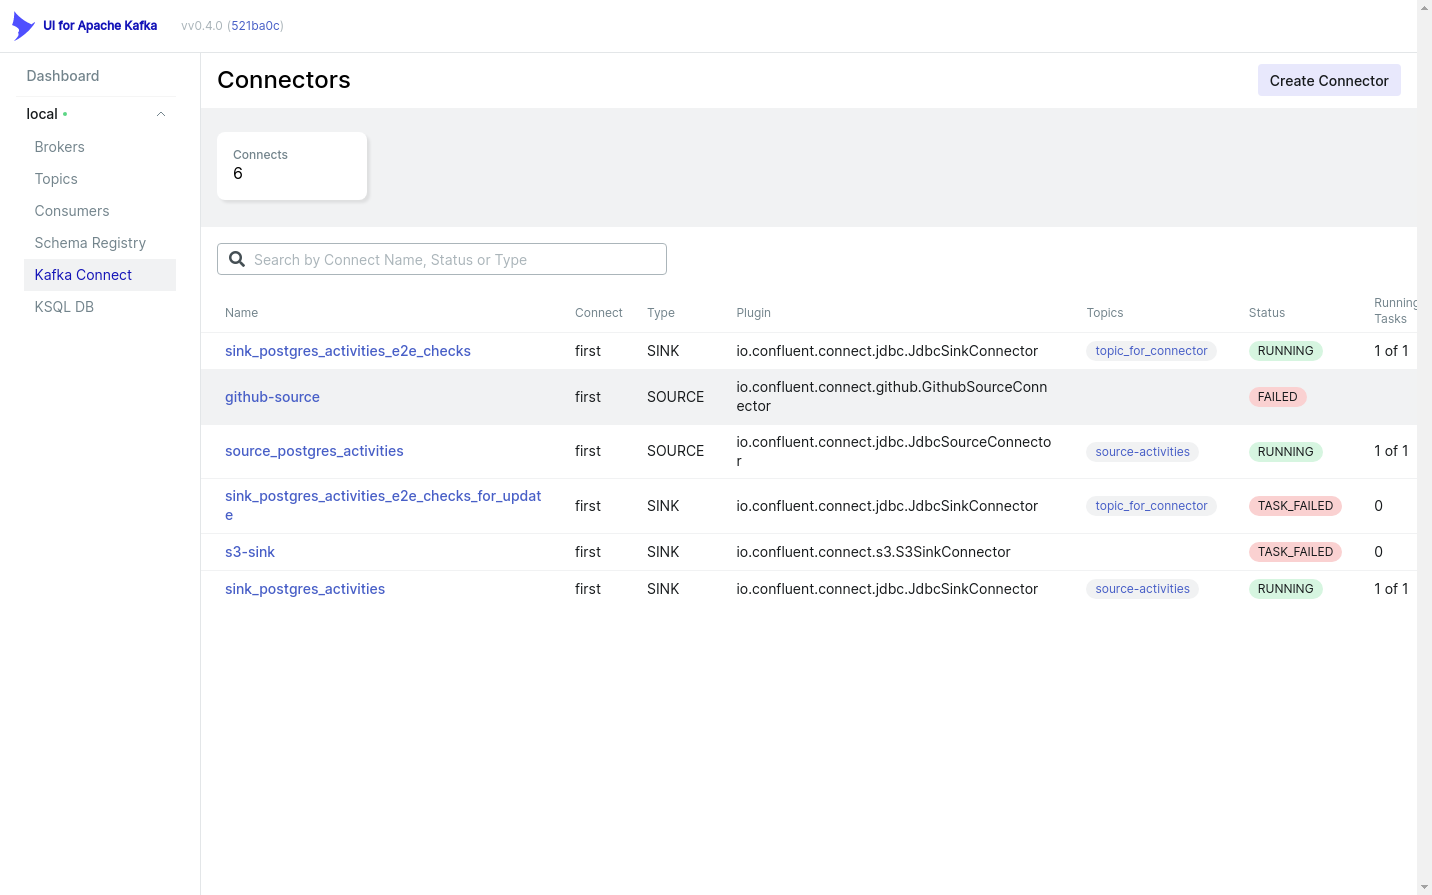 UI for Apache Kafka vv0.4.0 (521ba0c)
Dashboard
local
Brokers
Topics
Consumers
Schema Registry
Kafka Connect
KSQL DB
Connectors
Create Connector
Connects
6
Search by Connect Name, Status or Type
Name Connect Type Plugin Topics Status Running
Tasks
sink_postgres_activities_e2e_checks first SINK io.confluent.connect.jdbc.JdbcSinkConnector topic_for_connector RUNNING 1 of 1
github-source first SOURCE io.confluent.connect.github.GithubSourceConn
ector FAILED
source_postgres_activities first SOURCE io.confluent.connect.jdbc.JdbcSourceConnecto
r source-activities RUNNING 1 of 1
sink_postgres_activities_e2e_checks_for_updat
e first SINK io.confluent.connect.jdbc.JdbcSinkConnector topic_for_connector TASK_FAILED 0
s3-sink first SINK io.confluent.connect.s3.S3SinkConnector TASK_FAILED 0
sink_postgres_activities first SINK io.confluent.connect.jdbc.JdbcSinkConnector source-activities RUNNING 1 of 1